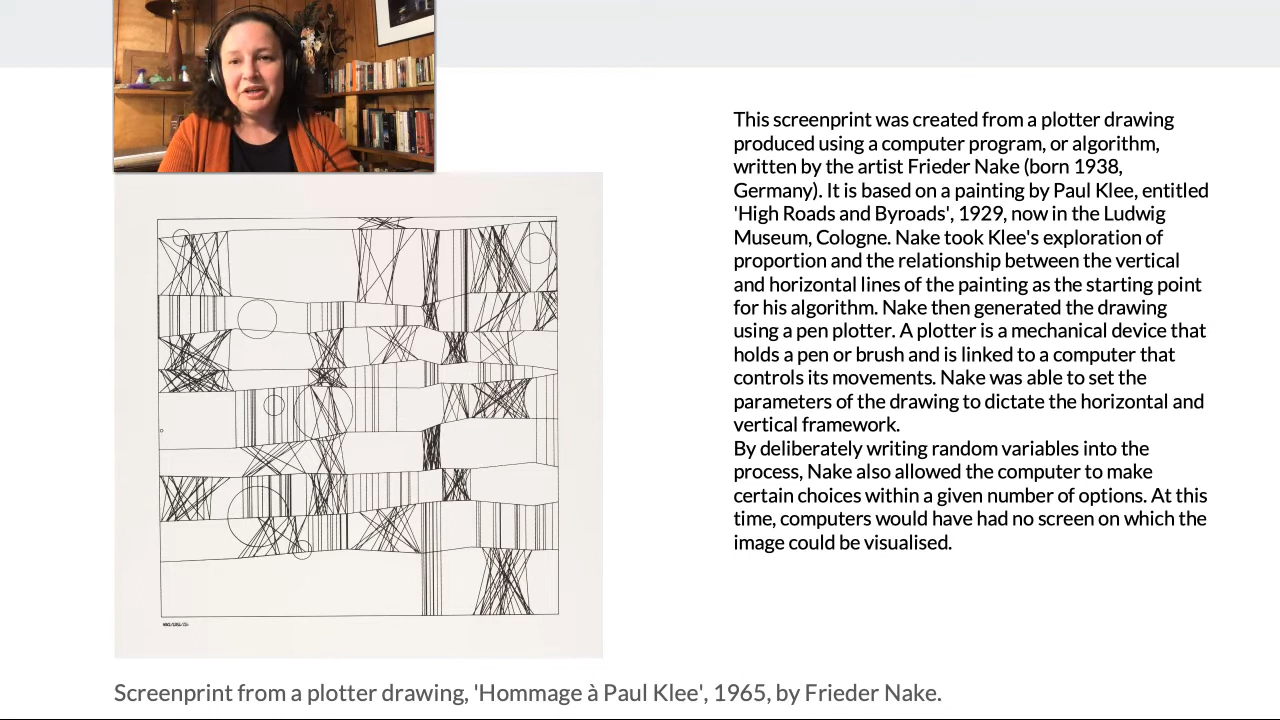 This screenprint was created from a plotter drawing
produced using a computer program, or algorithm,
written by the artist Frieder Nake (born 1938,
Germany). It is based on a painting by Paul Klee, entitled
'High Roads and Byroads', 1929, now in the Ludwig
Museum, Cologne. Nake took Klee's exploration of
proportion and the relationship between the vertical
and horizontal lines of the painting as the starting point
for his algorithm. Nake then generated the drawing
using a pen plotter. A plotter is a mechanical device that
holds a pen or brush and is linked to a computer that
controls its movements. Nake was able to set the
parameters of the drawing to dictate the horizontal and
vertical framework.
By deliberately writing random variables into the
process, Nake also allowed the computer to make
certain choices within a given number of options. At this
time, computers would have had no screen on which the
image could be visualised.
Screenprint from a plotter drawing, 'Hommage à Paul Klee', 1965, by Frieder Nake.